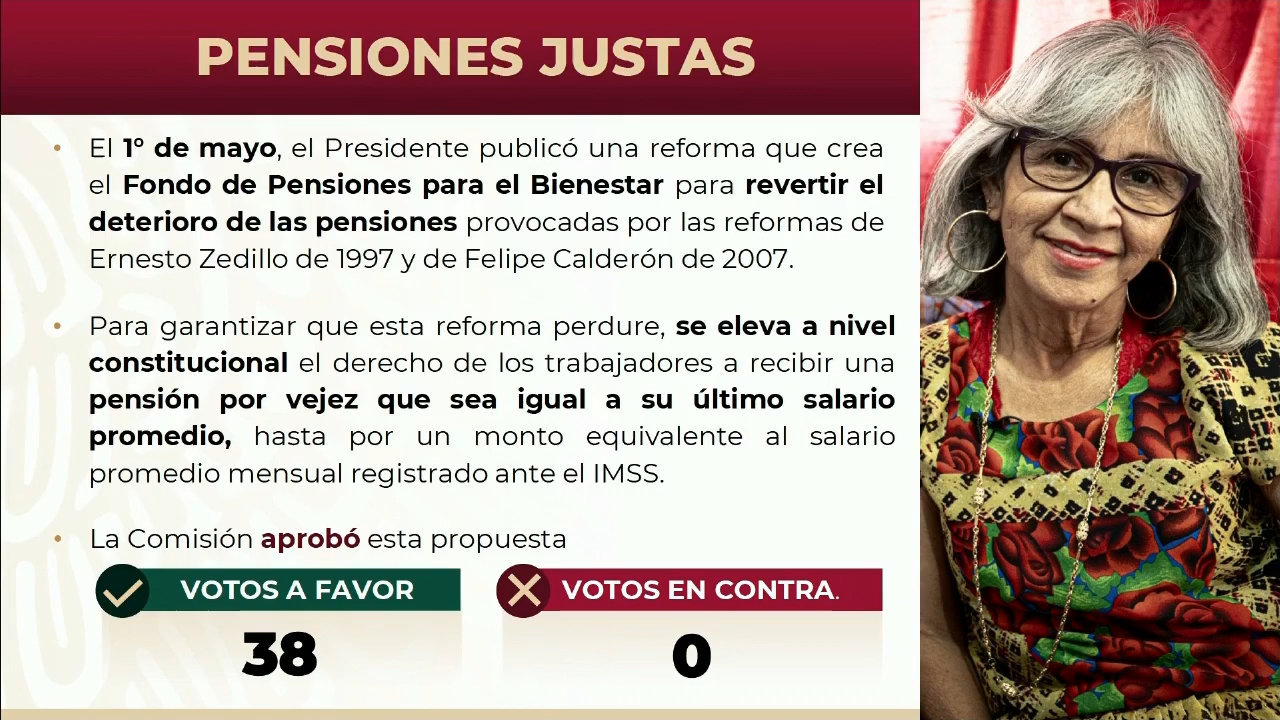 PENSIONES JUSTAS
• El 1º de mayo, el Presidente publicó una reforma que crea
el Fondo de Pensiones para el Bienestar para revertir el
deterioro de las pensiones provocadas por las reformas de
Ernesto Zedillo de 1997 y de Felipe Calderón de 2007.
• Para garantizar que esta reforma perdure, se eleva a nivel
constitucional el derecho de los trabajadores a recibir una
pensión por vejez que sea igual a su último salario
promedio, hasta por un monto equivalente al salario
promedio mensual registrado ante el IMSS.
• La Comisión aprobó esta propuesta
VOTOS A FAVOR
38
VOTOS EN CONTRA.
0